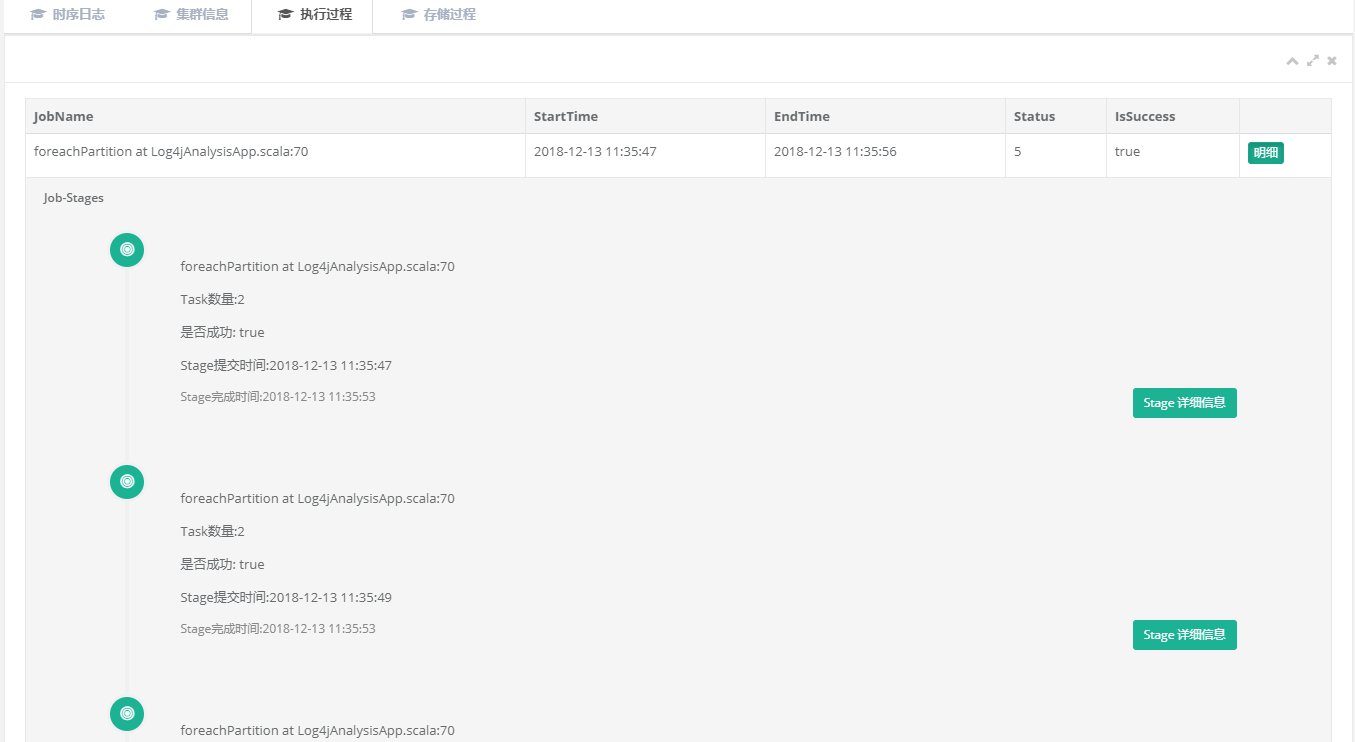 时序日志 集群信息 执行过程 存储过程
JobName StartTime EndTime Status IsSuccess
foreachPartition at Log4jAnalysisApp.scala:70 2018-12-13 11:35:47 2018-12-13 11:35:56 5 true 明细
Job-Stages
foreachPartition at Log4jAnalysisApp.scala:70
Task数量:2
是否成功: true
Stage提交时间:2018-12-13 11:35:47
Stage完成时间:2018-12-13 11:35:53
Stage 详细信息
foreachPartition at Log4jAnalysisApp.scala:70
Task数量:2
是否成功: true
Stage提交时间:2018-12-13 11:35:49
Stage完成时间:2018-12-13 11:35:53
Stage 详细信息
foreachPartition at Log4jAnalysisApp.scala:70